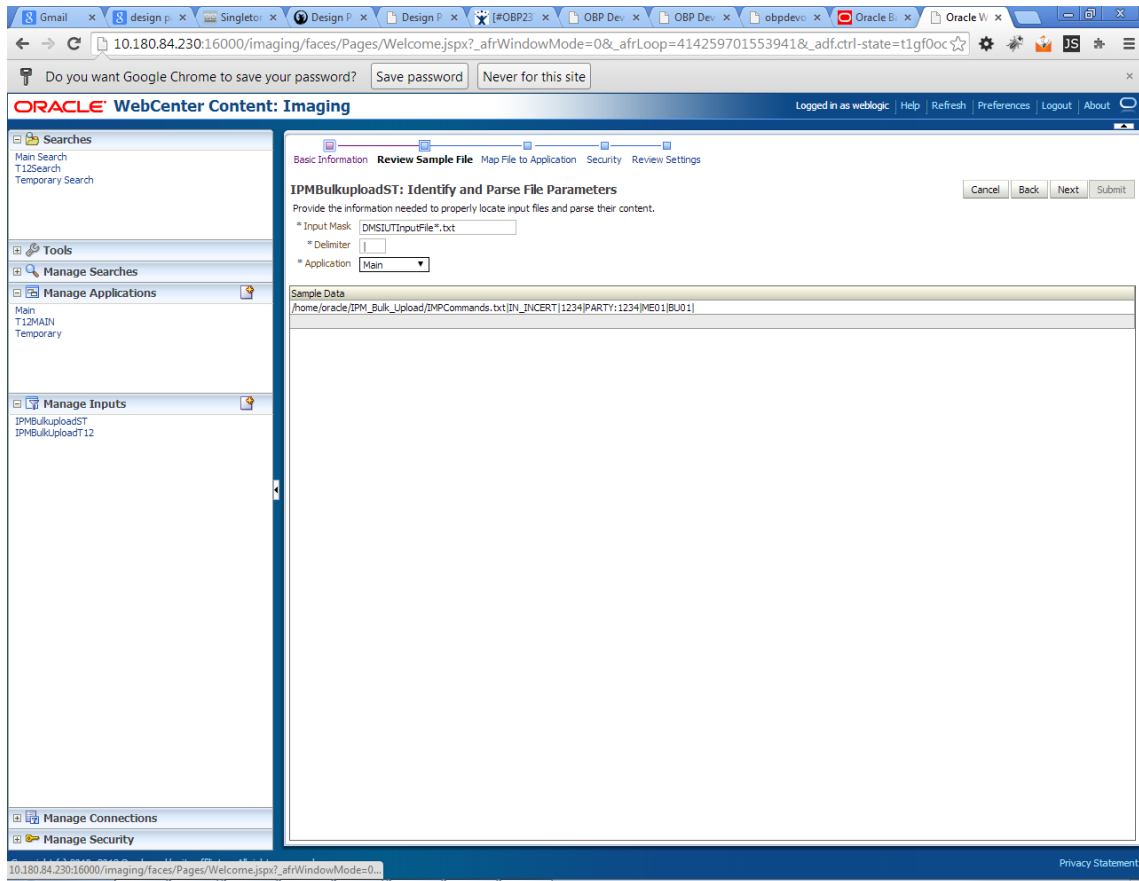 Gmail
design p
Singleton
Design P
Design P
[#OBP23
OBP Dev
OBP Dev
obpdevo
Oracle B
Oracle W
10.180.84.230:16000/imaging/faces/Pages/Welcome.jspx?_afrWindowMode=0&_afrLoop=414259701553941&_adf.ctrl-state=t1gf0oc
JS
Do you want Google Chrome to save your password? Save password Never for this site
ORACLE WebCenter Content: Imaging
Logged in as weblogic Help Refresh Preferences Logout About
Searches
Main Search
T12Search
Temporary Search
Tools
Manage Searches
Manage Applications
Main
T12MAIN
Temporary
Manage Inputs
IPMBulkuploadST
IPMBulkUploadT12
Manage Connections
Manage Security
Basic Information Review Sample File Map File to Application Security Review Settings
IPMBulkuploadST: Identify and Parse File Parameters
Cancel Back Next Submit
Provide the information needed to properly locate input files and parse their content.
* Input Mask DMSIUTInputFile*.txt
* Delimiter |
* Application Main
Sample Data
/home/oracle/IPM_Bulk_Upload/IMPCommands.txt|IN_INCERT|1234|PARTY:1234|ME01|BU01|
10.180.84.230:16000/imaging/faces/Pages/Welcome.jspx?_afrWindowMode=0...
Privacy Statement